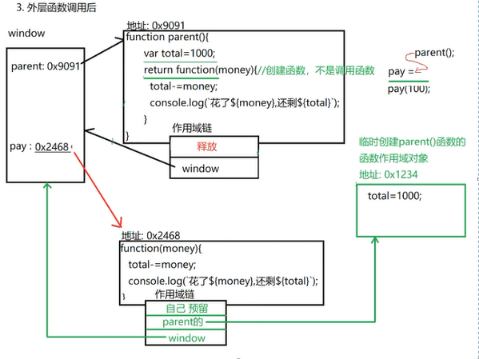 3. 外层函数调用后
window
parent: 0x9091
pay : 0x2468
地址: 0x9091
function parent(){
var total=1000;
return function(money){//创建函数，不是调用函数
total-=money;
console.log(`花了${money},还剩${total}`);
}
}
作用域链
释放
window
parent();
pay =
pay(100);
临时创建parent()函数的
函数作用域对象
地址: 0x1234
total=1000;
地址: 0x2468
function(money){
total-=money;
console.log(`花了${money},还剩${total}`);
}
作用域链
自己 预留
parent的
window